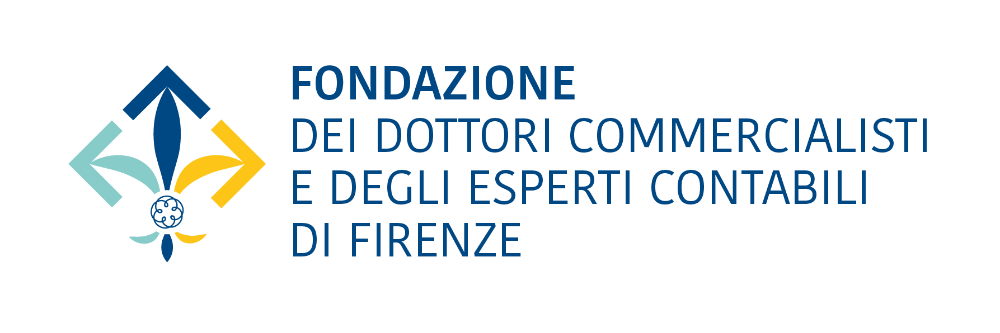 FONDAZIONE
DEI DOTTORI COMMERCIALISTI
E DEGLI ESPERTI CONTABILI
DI FIRENZE